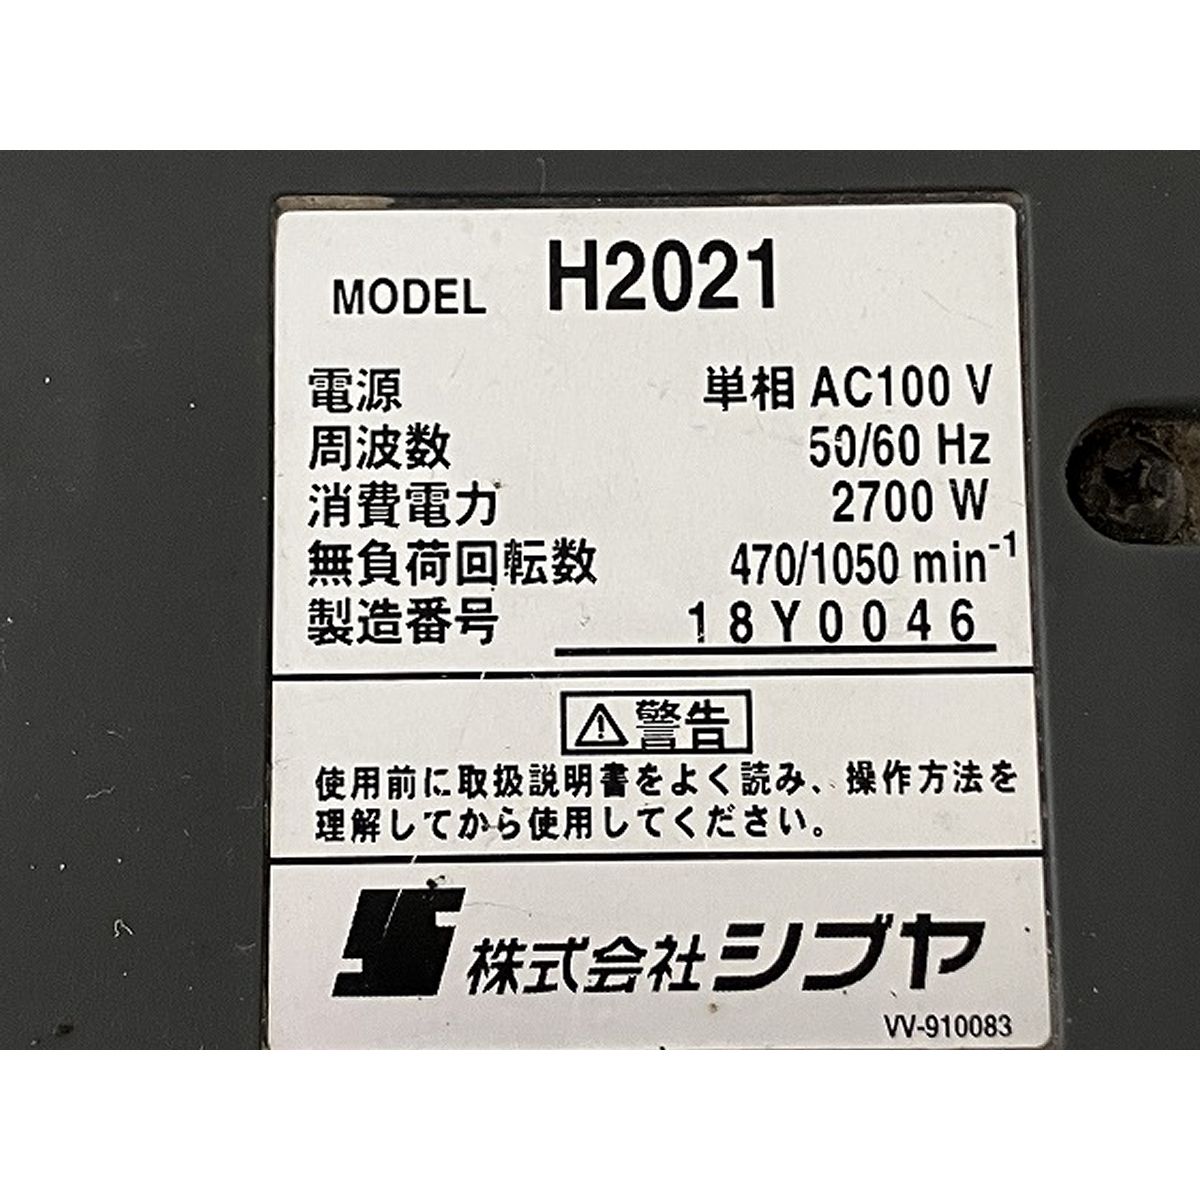 MODEL H2021
電源 単相 AC100 V
周波数 50/60 Hz
消費電力 2700 W
無負荷回転数 470/1050 min⁻¹
製造番号 18Y0046
⚠警告
使用前に取扱説明書をよく読み、操作方法を
理解してから使用してください。
株式会社シブヤ
VV-910083